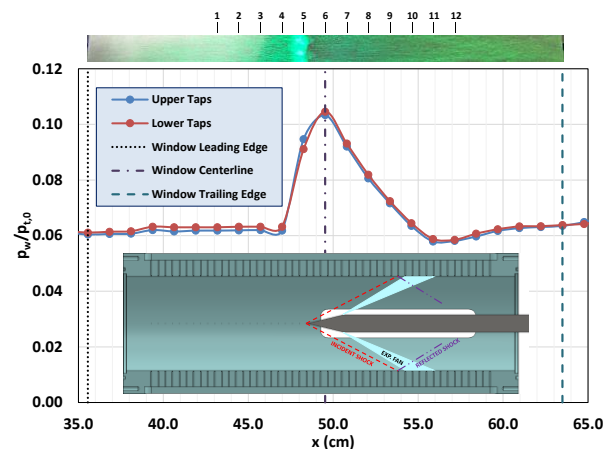 1 2 3 4 5 6 7 8 9 10 11 12
0.12
0.10
0.08
0.06
0.04
0.02
0.00
p_w/p_t,0
Upper Taps
Lower Taps
Window Leading Edge
Window Centerline
Window Trailing Edge
INCIDENT SHOCK
EXP. FAN
REFLECTED SHOCK
35.0 40.0 45.0 50.0 55.0 60.0 65.0
x (cm)